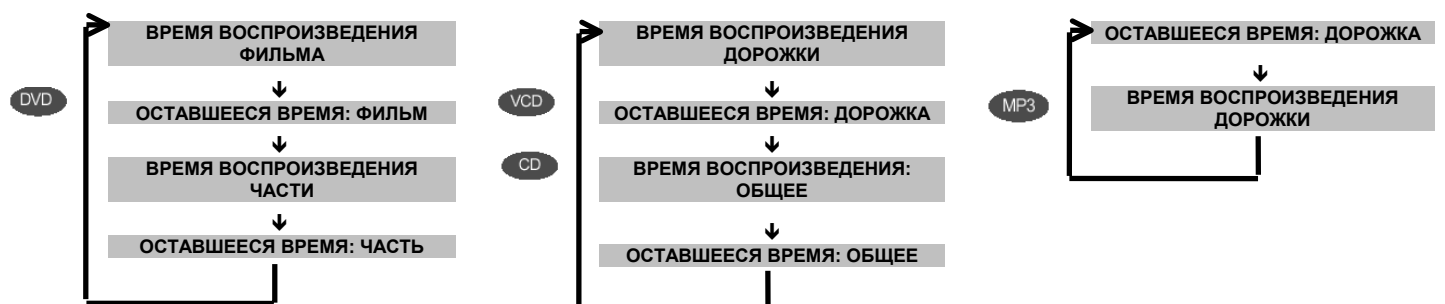 DVD
ВРЕМЯ ВОСПРОИЗВЕДЕНИЯ
ФИЛЬМА
ОСТАВШЕЕСЯ ВРЕМЯ: ФИЛЬМ
ВРЕМЯ ВОСПРОИЗВЕДЕНИЯ
ЧАСТИ
ОСТАВШЕЕСЯ ВРЕМЯ: ЧАСТЬ
VCD
CD
ВРЕМЯ ВОСПРОИЗВЕДЕНИЯ
ДОРОЖКИ
ОСТАВШЕЕСЯ ВРЕМЯ: ДОРОЖКА
ВРЕМЯ ВОСПРОИЗВЕДЕНИЯ:
ОБЩЕЕ
ОСТАВШЕЕСЯ ВРЕМЯ: ОБЩЕЕ
MP3
ОСТАВШЕЕСЯ ВРЕМЯ: ДОРОЖКА
ВРЕМЯ ВОСПРОИЗВЕДЕНИЯ
ДОРОЖКИ